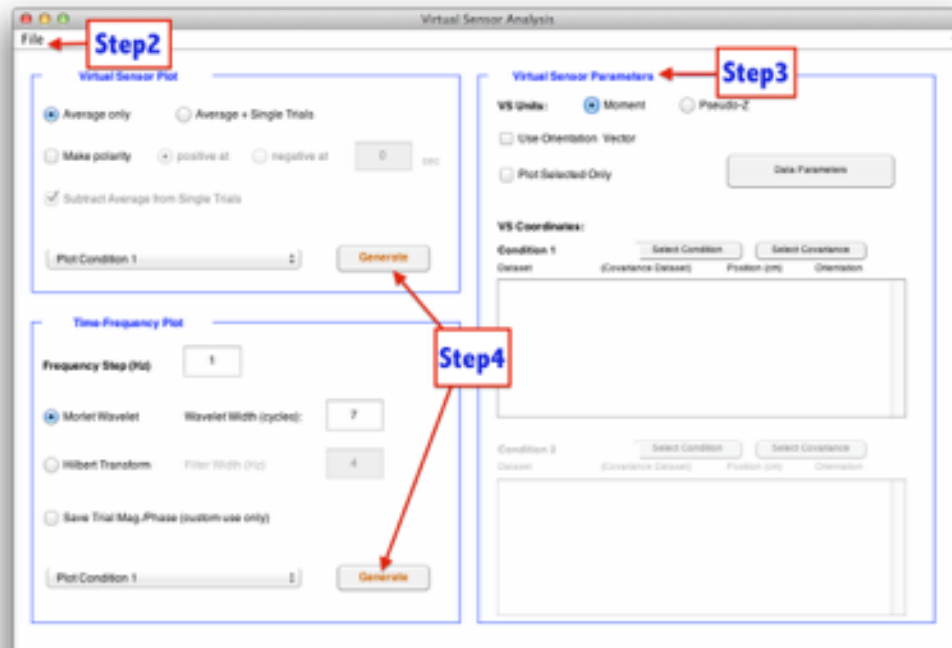 Virtual Sensor Analysis
File
Step2
Virtual Sensor Plot
Average only
Average + Single Trials
Make polarity
positive at
negative at
0
sec
Subtract Average from Single Trials
Plot Condition 1
Generate
Time-Frequency Plot
Frequency Step (Hz)
1
Morlet Wavelet
Wavelet Width (cycles):
7
Hilbert Transform
Filter Width (Hz)
4
Save Trial Mag./Phase (custom use only)
Plot Condition 1
Generate
Step4
Virtual Sensor Parameters
Step3
VS Units:
Moment
Pseudo-Z
Use Orientation Vector
Plot Selected Only
Data Parameters
VS Coordinates:
Condition 1
Select Condition
Select Covariance
Dataset
(Covariance Dataset)
Position (cm)
Orientation
Condition 2
Select Condition
Select Covariance
Dataset
(Covariance Dataset)
Position (cm)
Orientation